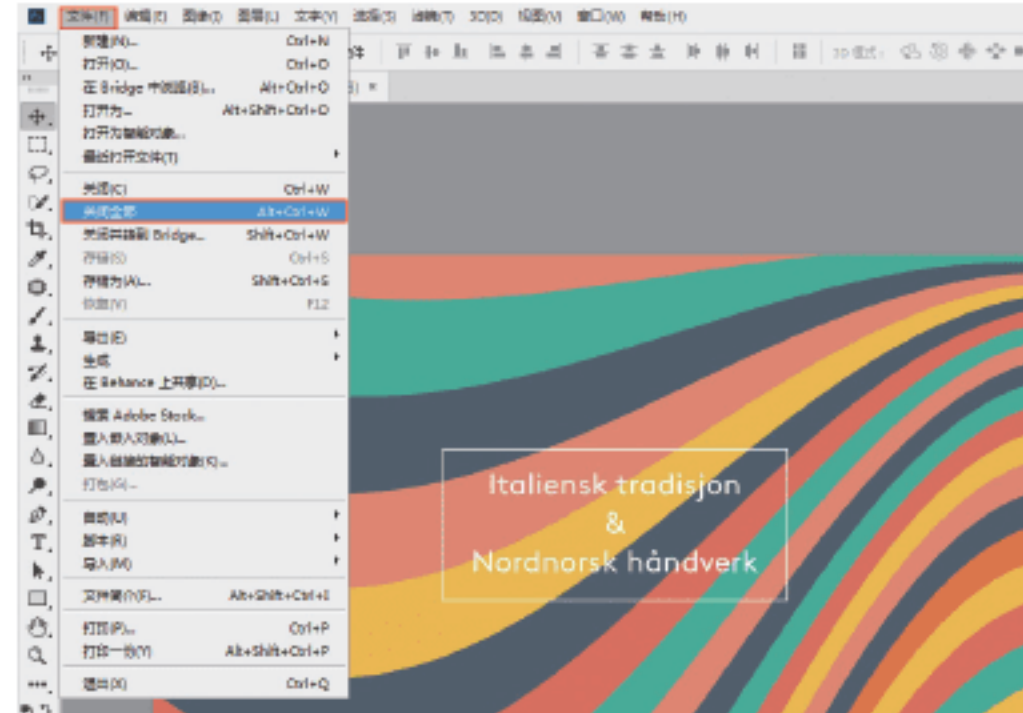 文件(F) 编辑(E) 图像(I) 图层(L) 文字(Y) 选择(S) 滤镜(T) 3D(D) 视图(V) 窗口(W) 帮助(H)
新建(N)... Ctrl+N
打开(O)... Ctrl+O
在 Bridge 中浏览(B)... Alt+Ctrl+O
打开为... Alt+Shift+Ctrl+O
打开为智能对象...
最近打开文件(T)
关闭(C) Ctrl+W
关闭全部 Alt+Ctrl+W
关闭并转到 Bridge... Shift+Ctrl+W
存储(S) Ctrl+S
存储为(A)... Shift+Ctrl+S
恢复(V) F12
导出(E)
生成
在 Behance 上共享(D)...
搜索 Adobe Stock...
置入嵌入对象(L)...
置入链接的智能对象(K)...
打包(G)...
自动(U)
脚本(R)
导入(M)
文件简介(F)... Alt+Shift+Ctrl+I
打印(P)... Ctrl+P
打印一份(Y) Alt+Shift+Ctrl+P
退出(X) Ctrl+Q
3D 模式:
Italiensk tradisjon
&
Nordnorsk håndverk